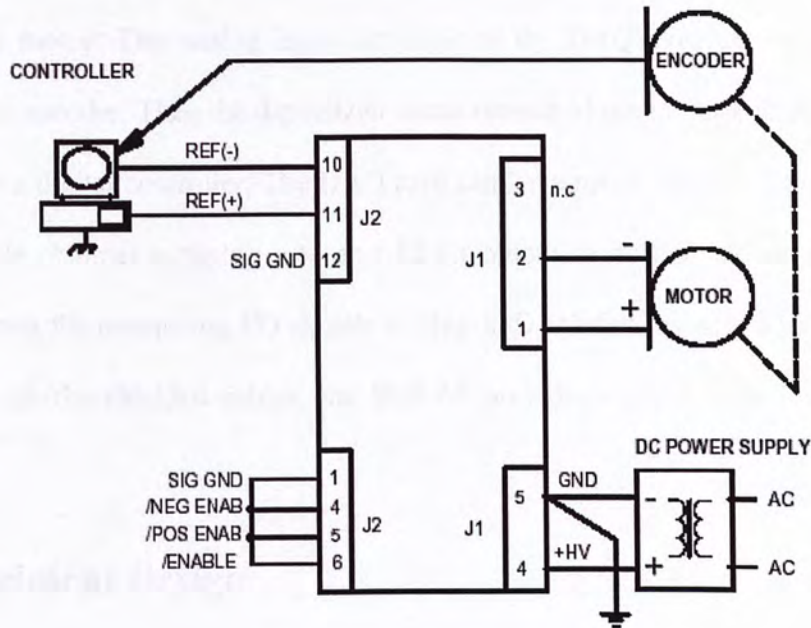 ENCODER
CONTROLLER
REF(-)
10
3
n.c
REF(+)
11
J2
SIG GND
12
J1
2
-
MOTOR
1
+
DC POWER SUPPLY
SIG GND
1
GND
5
-
AC
/NEG ENAB
4
J2
J1
/POS ENAB
5
/ENABLE
6
+HV
4
+
AC